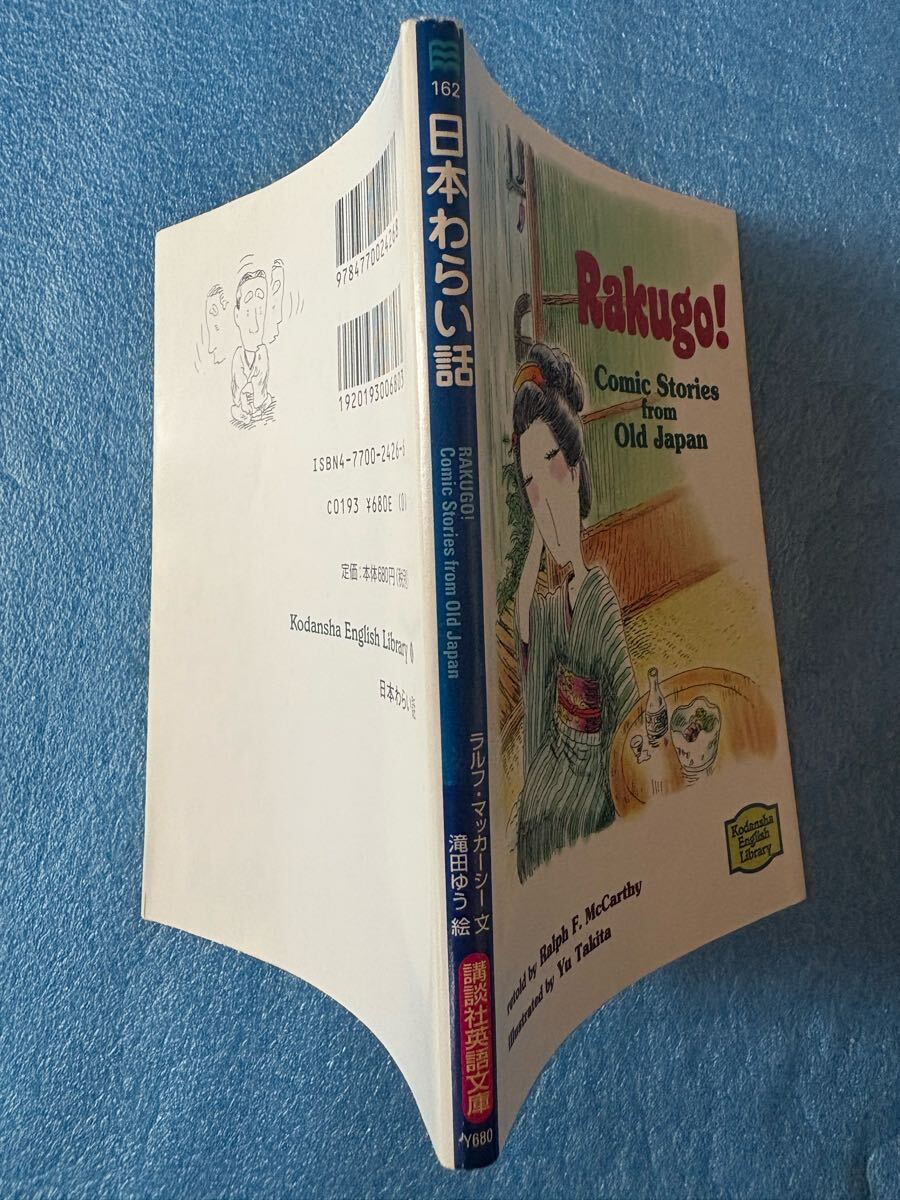 9784770024268
1920193006803
ISBN4-7700-2426-
C0193 ¥680E (0)
定価:本体680円(税別)
Kodansha English Library
日本わらい
162
日本わらい話
RAKUGO!
Comic Stories from Old Japan
ラルフ・マッカーシー 文
滝田ゆう 絵
講談社英語文庫
¥680
Rakugo!
Comic Stories
from
Old Japan
Kodansha
English
Library
retold by Ralph F. McCarthy
Illustrated by Yu Takita